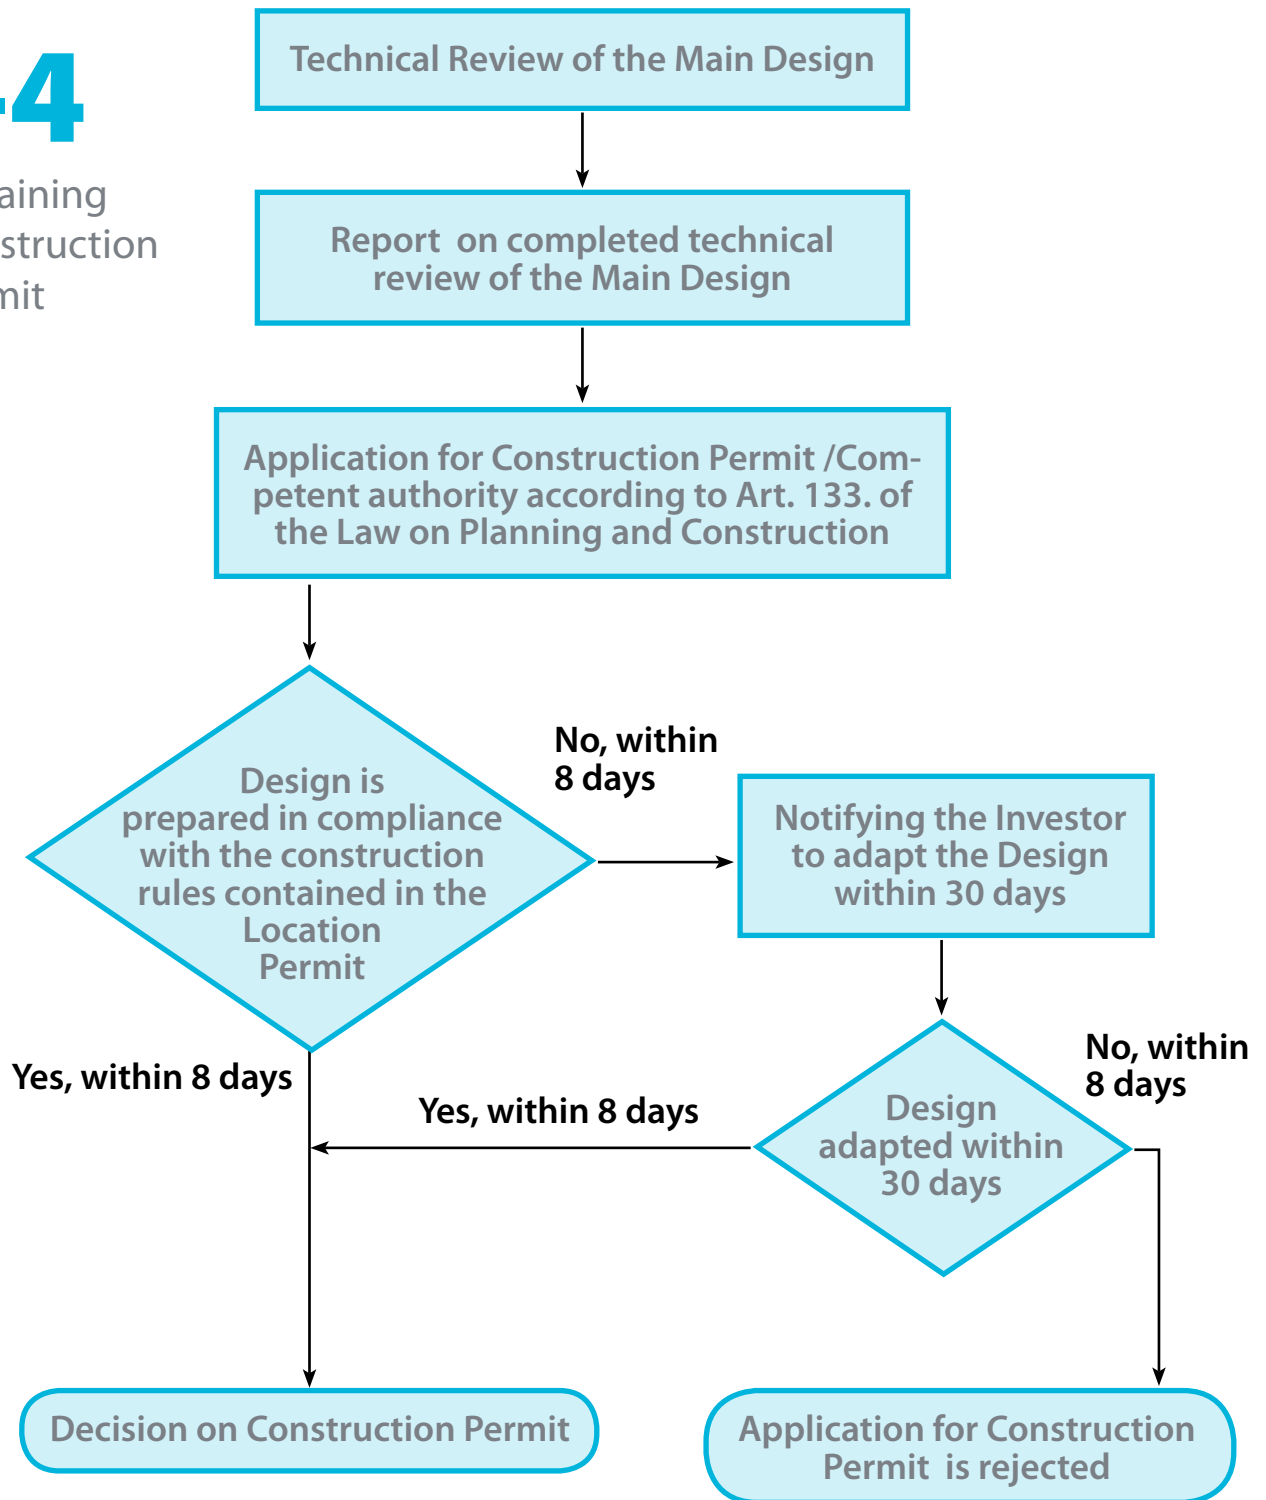 -4
aining
struction
mit
Technical Review of the Main Design
Report on completed technical
review of the Main Design
Application for Construction Permit /Com-
petent authority according to Art. 133. of
the Law on Planning and Construction
Design is
prepared in compliance
with the construction
rules contained in the
Location
Permit
No, within
8 days
Notifying the Investor
to adapt the Design
within 30 days
Yes, within 8 days
Yes, within 8 days
Design
adapted within
30 days
No, within
8 days
Decision on Construction Permit
Application for Construction
Permit is rejected